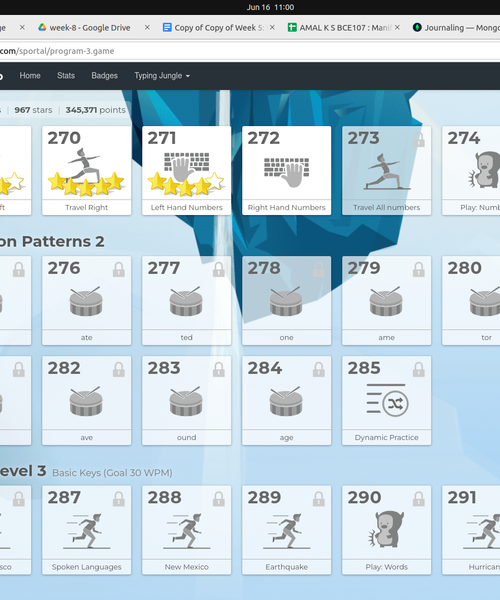 Jun 16 11:00
week-8 - Google Drive
Copy of Copy of Week 5:
AMAL K S BCE107 : Mani
Journaling — Mongo
.com/sportal/program-3.game
Home Stats Badges Typing Jungle
967 stars | 345,371 points
270 271 272 273 274
Travel Right Left Hand Numbers Right Hand Numbers Travel All numbers Play: Num
on Patterns 2
276 277 278 279 280
ate ted one ame tor
282 283 284 285
ave ound age Dynamic Practice
evel 3 Basic Keys (Goal 30 WPM)
287 288 289 290 291
sco Spoken Languages New Mexico Earthquake Play: Words Hurrican